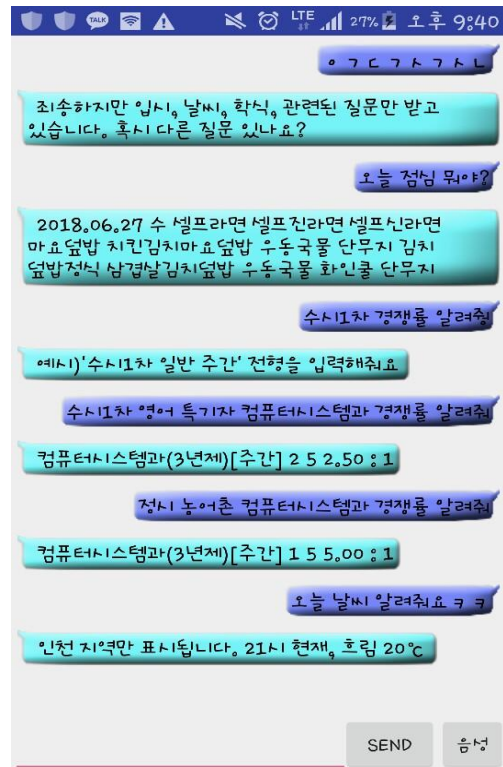 TALK LTE 27% 오후 9:40
ㅇㄱㄷㄱㅅㄱㅅㄴ
죄송하지만 입시, 날씨, 학식, 관련된 질문만 받고
있습니다. 혹시 다른 질문 있나요?
오늘 점심 뭐야?
2018.06.27 수 셀프라면 셀프진라면 셀프신라면
마요덮밥 치킨김치마요덮밥 우동국물 단무지 김치
덮밥정식 삼겹살김치덮밥 우동국물 화인쿨 단무지
수시1차 경쟁률 알려줭
예시)'수시1차 일반 주간' 전형을 입력해줘요
수시1차 영어 특기자 컴퓨터시스템과 경쟁률 알려줘
컴퓨터시스템과(3년제)[주간] 2 5 2.50 : 1
정시 농어촌 컴퓨터시스템과 경쟁률 알려줘
컴퓨터시스템과(3년제)[주간] 1 5 5.00 : 1
오늘 날씨 알려줘요 ㅋㅋ
인천 지역만 표시됩니다. 21시 현재, 흐림 20℃
SEND 음성